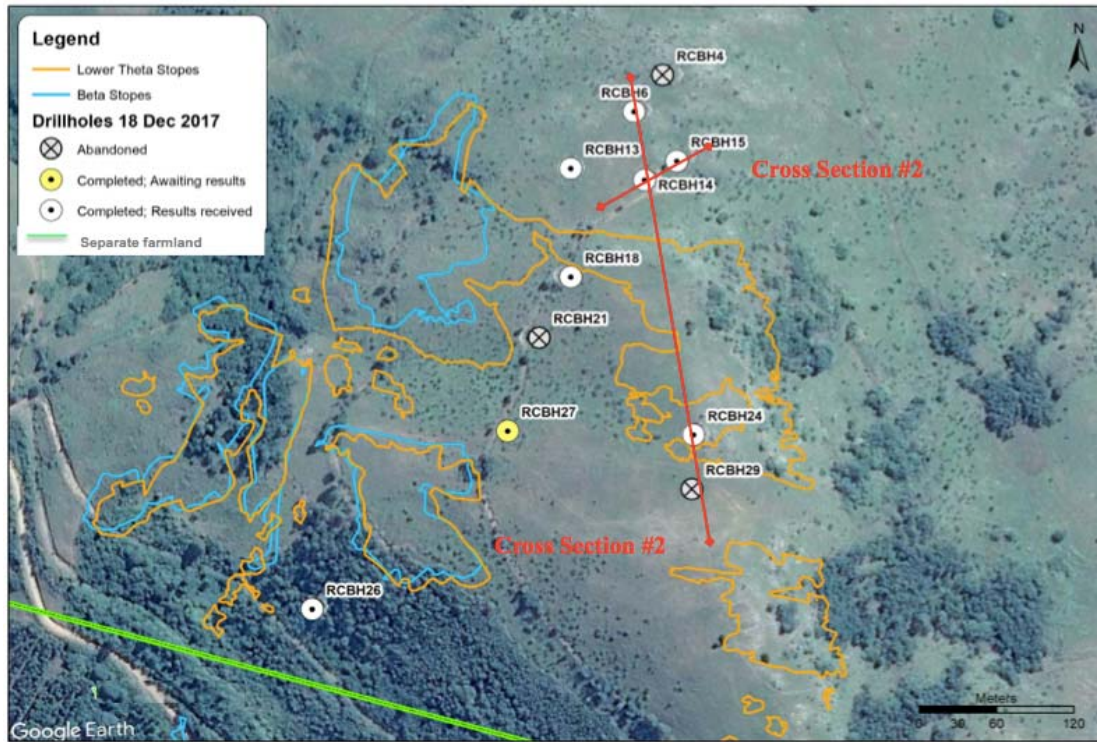 Legend
Lower Theta Stopes
Beta Stopes
Drillholes 18 Dec 2017
Abandoned
Completed; Awaiting results
Completed; Results received
Separate farmland
N
RCBH4
RCBH6
RCBH13
RCBH15
Cross Section #2
RCBH14
RCBH18
RCBH21
RCBH27
RCBH24
RCBH29
Cross Section #2
RCBH26
Meters
0 30 60 120
Google Earth